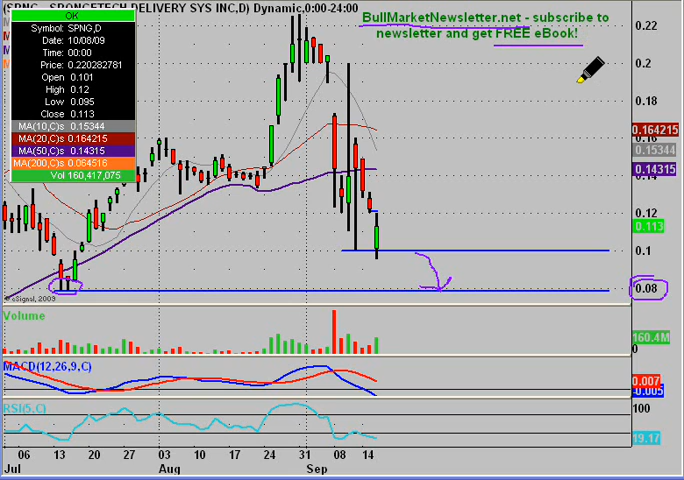 (SPNG - SPONGETECH DELIVERY SYS INC,D) Dynamic,0:00-24:00
OK
Symbol: SPNG,D
Date: 10/08/09
Time: 00:00
Price: 0.220282781
Open 0.101
High 0.12
Low 0.095
Close 0.113
MA(10,C)s 0.15344
MA(20,C)s 0.164215
MA(50,C)s 0.14315
MA(200,C)s 0.064516
Vol 160,417,075
BullMarketNewsletter.net - subscribe to
newsletter and get FREE eBook!
0.22
0.2
0.18
0.164215
0.15344
0.14315
0.14
0.12
0.113
0.1
0.08
© eSignal, 2009
Volume
160.4M
0
MACD(12,26,9,C)
0.007
-0.005
RSI(5,C)
100
19.17
06 13 20 27 03 10 17 24 31 08 14
Jul Aug Sep